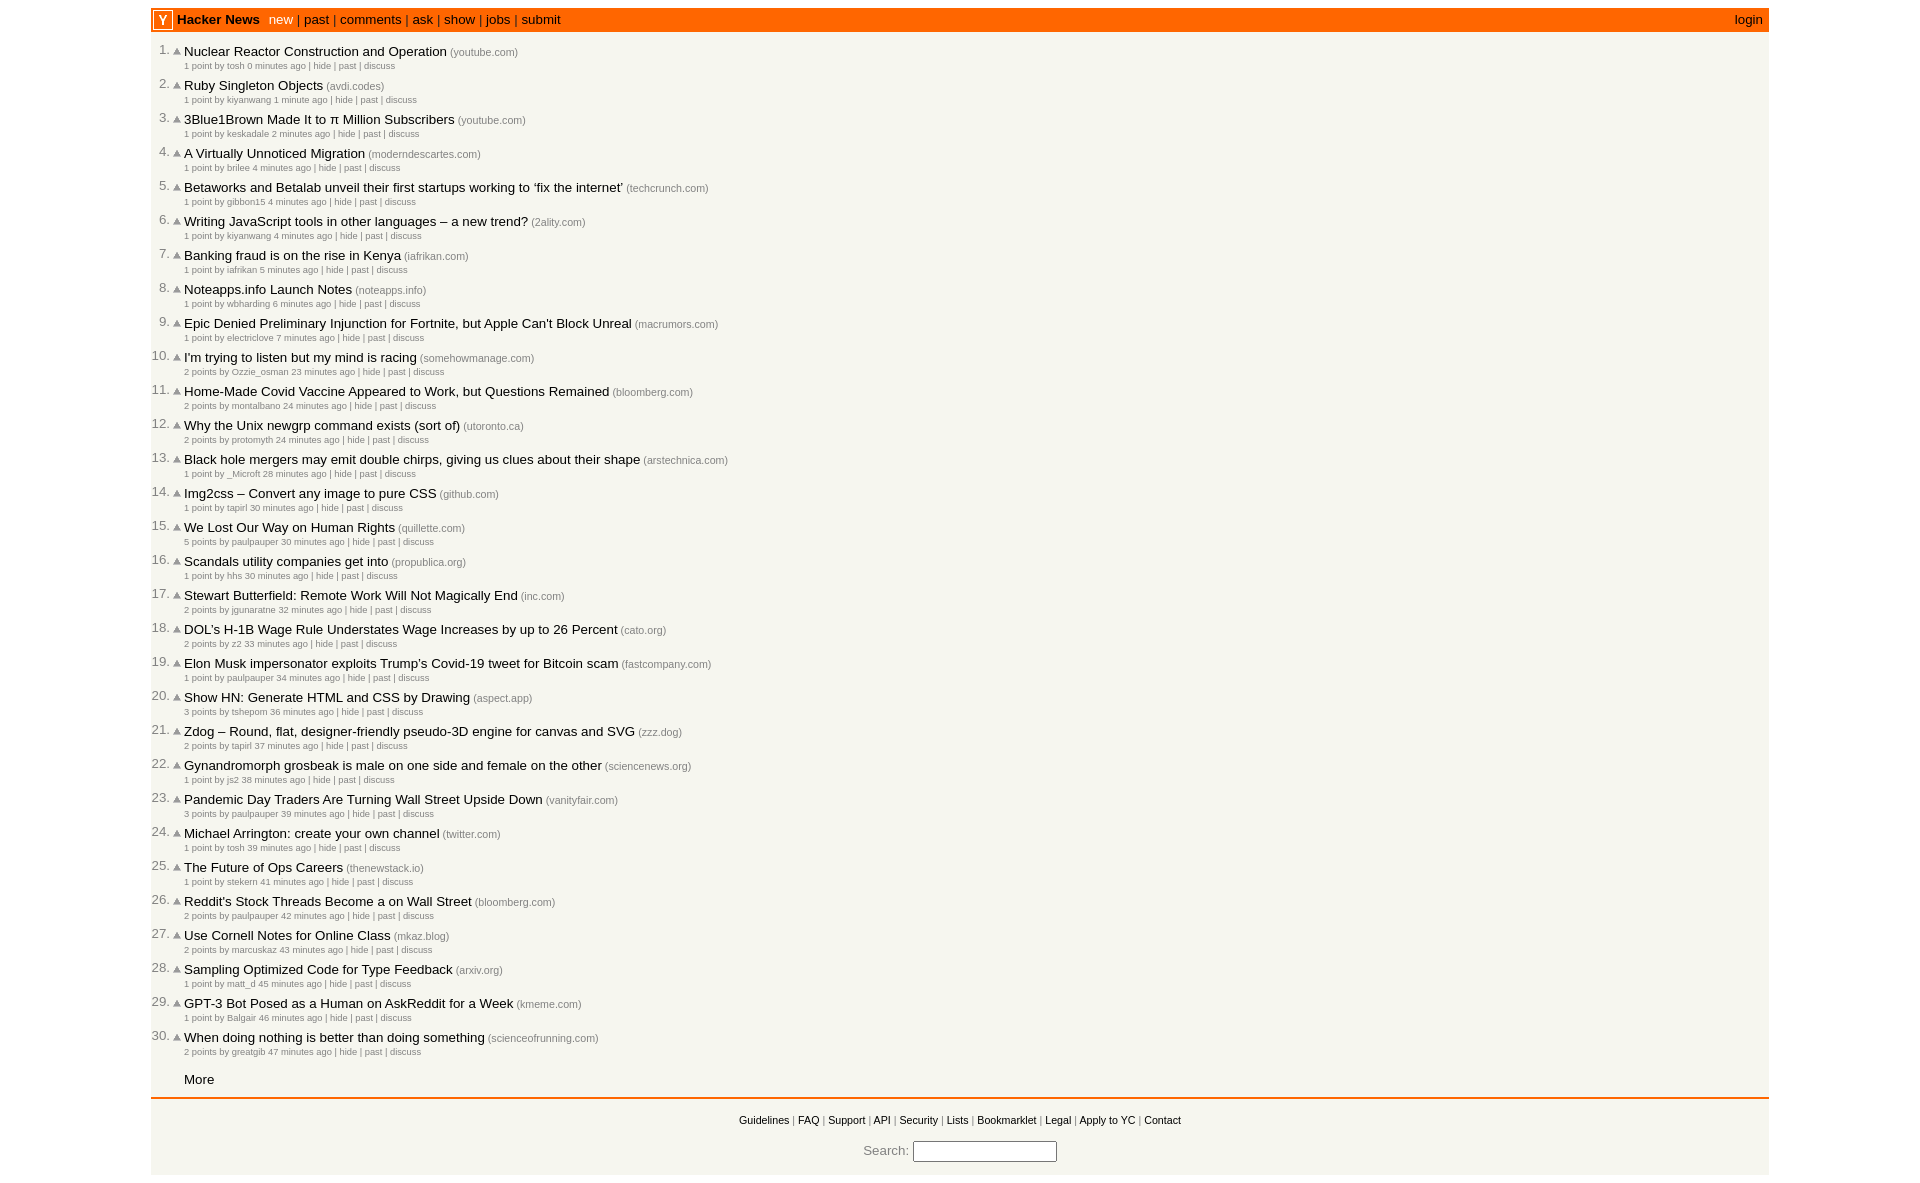 Y Hacker News new | past | comments | ask | show | jobs | submit login
1. Nuclear Reactor Construction and Operation (youtube.com)
1 point by tosh 0 minutes ago | hide | past | discuss
2. Ruby Singleton Objects (avdi.codes)
1 point by kiyanwang 1 minute ago | hide | past | discuss
3. 3Blue1Brown Made It to π Million Subscribers (youtube.com)
1 point by keskadale 2 minutes ago | hide | past | discuss
4. A Virtually Unnoticed Migration (moderndescartes.com)
1 point by brilee 4 minutes ago | hide | past | discuss
5. Betaworks and Betalab unveil their first startups working to ‘fix the internet’ (techcrunch.com)
1 point by gibbon15 4 minutes ago | hide | past | discuss
6. Writing JavaScript tools in other languages – a new trend? (2ality.com)
1 point by kiyanwang 4 minutes ago | hide | past | discuss
7. Banking fraud is on the rise in Kenya (iafrikan.com)
1 point by iafrikan 5 minutes ago | hide | past | discuss
8. Noteapps.info Launch Notes (noteapps.info)
1 point by wbharding 6 minutes ago | hide | past | discuss
9. Epic Denied Preliminary Injunction for Fortnite, but Apple Can't Block Unreal (macrumors.com)
1 point by electriclove 7 minutes ago | hide | past | discuss
10. I'm trying to listen but my mind is racing (somehowmanage.com)
2 points by Ozzie_osman 23 minutes ago | hide | past | discuss
11. Home-Made Covid Vaccine Appeared to Work, but Questions Remained (bloomberg.com)
2 points by montalbano 24 minutes ago | hide | past | discuss
12. Why the Unix newgrp command exists (sort of) (utoronto.ca)
2 points by protomyth 24 minutes ago | hide | past | discuss
13. Black hole mergers may emit double chirps, giving us clues about their shape (arstechnica.com)
1 point by _Microft 28 minutes ago | hide | past | discuss
14. Img2css – Convert any image to pure CSS (github.com)
1 point by tapirl 30 minutes ago | hide | past | discuss
15. We Lost Our Way on Human Rights (quillette.com)
5 points by paulpauper 30 minutes ago | hide | past | discuss
16. Scandals utility companies get into (propublica.org)
1 point by hhs 30 minutes ago | hide | past | discuss
17. Stewart Butterfield: Remote Work Will Not Magically End (inc.com)
2 points by jgunaratne 32 minutes ago | hide | past | discuss
18. DOL’s H-1B Wage Rule Understates Wage Increases by up to 26 Percent (cato.org)
2 points by z2 33 minutes ago | hide | past | discuss
19. Elon Musk impersonator exploits Trump’s Covid-19 tweet for Bitcoin scam (fastcompany.com)
1 point by paulpauper 34 minutes ago | hide | past | discuss
20. Show HN: Generate HTML and CSS by Drawing (aspect.app)
3 points by tshepom 36 minutes ago | hide | past | discuss
21. Zdog – Round, flat, designer-friendly pseudo-3D engine for canvas and SVG (zzz.dog)
2 points by tapirl 37 minutes ago | hide | past | discuss
22. Gynandromorph grosbeak is male on one side and female on the other (sciencenews.org)
1 point by js2 38 minutes ago | hide | past | discuss
23. Pandemic Day Traders Are Turning Wall Street Upside Down (vanityfair.com)
3 points by paulpauper 39 minutes ago | hide | past | discuss
24. Michael Arrington: create your own channel (twitter.com)
1 point by tosh 39 minutes ago | hide | past | discuss
25. The Future of Ops Careers (thenewstack.io)
1 point by stekern 41 minutes ago | hide | past | discuss
26. Reddit's Stock Threads Become a on Wall Street (bloomberg.com)
2 points by paulpauper 42 minutes ago | hide | past | discuss
27. Use Cornell Notes for Online Class (mkaz.blog)
2 points by marcuskaz 43 minutes ago | hide | past | discuss
28. Sampling Optimized Code for Type Feedback (arxiv.org)
1 point by matt_d 45 minutes ago | hide | past | discuss
29. GPT-3 Bot Posed as a Human on AskReddit for a Week (kmeme.com)
1 point by Balgair 46 minutes ago | hide | past | discuss
30. When doing nothing is better than doing something (scienceofrunning.com)
2 points by greatgib 47 minutes ago | hide | past | discuss
More
Guidelines | FAQ | Support | API | Security | Lists | Bookmarklet | Legal | Apply to YC | Contact
Search: